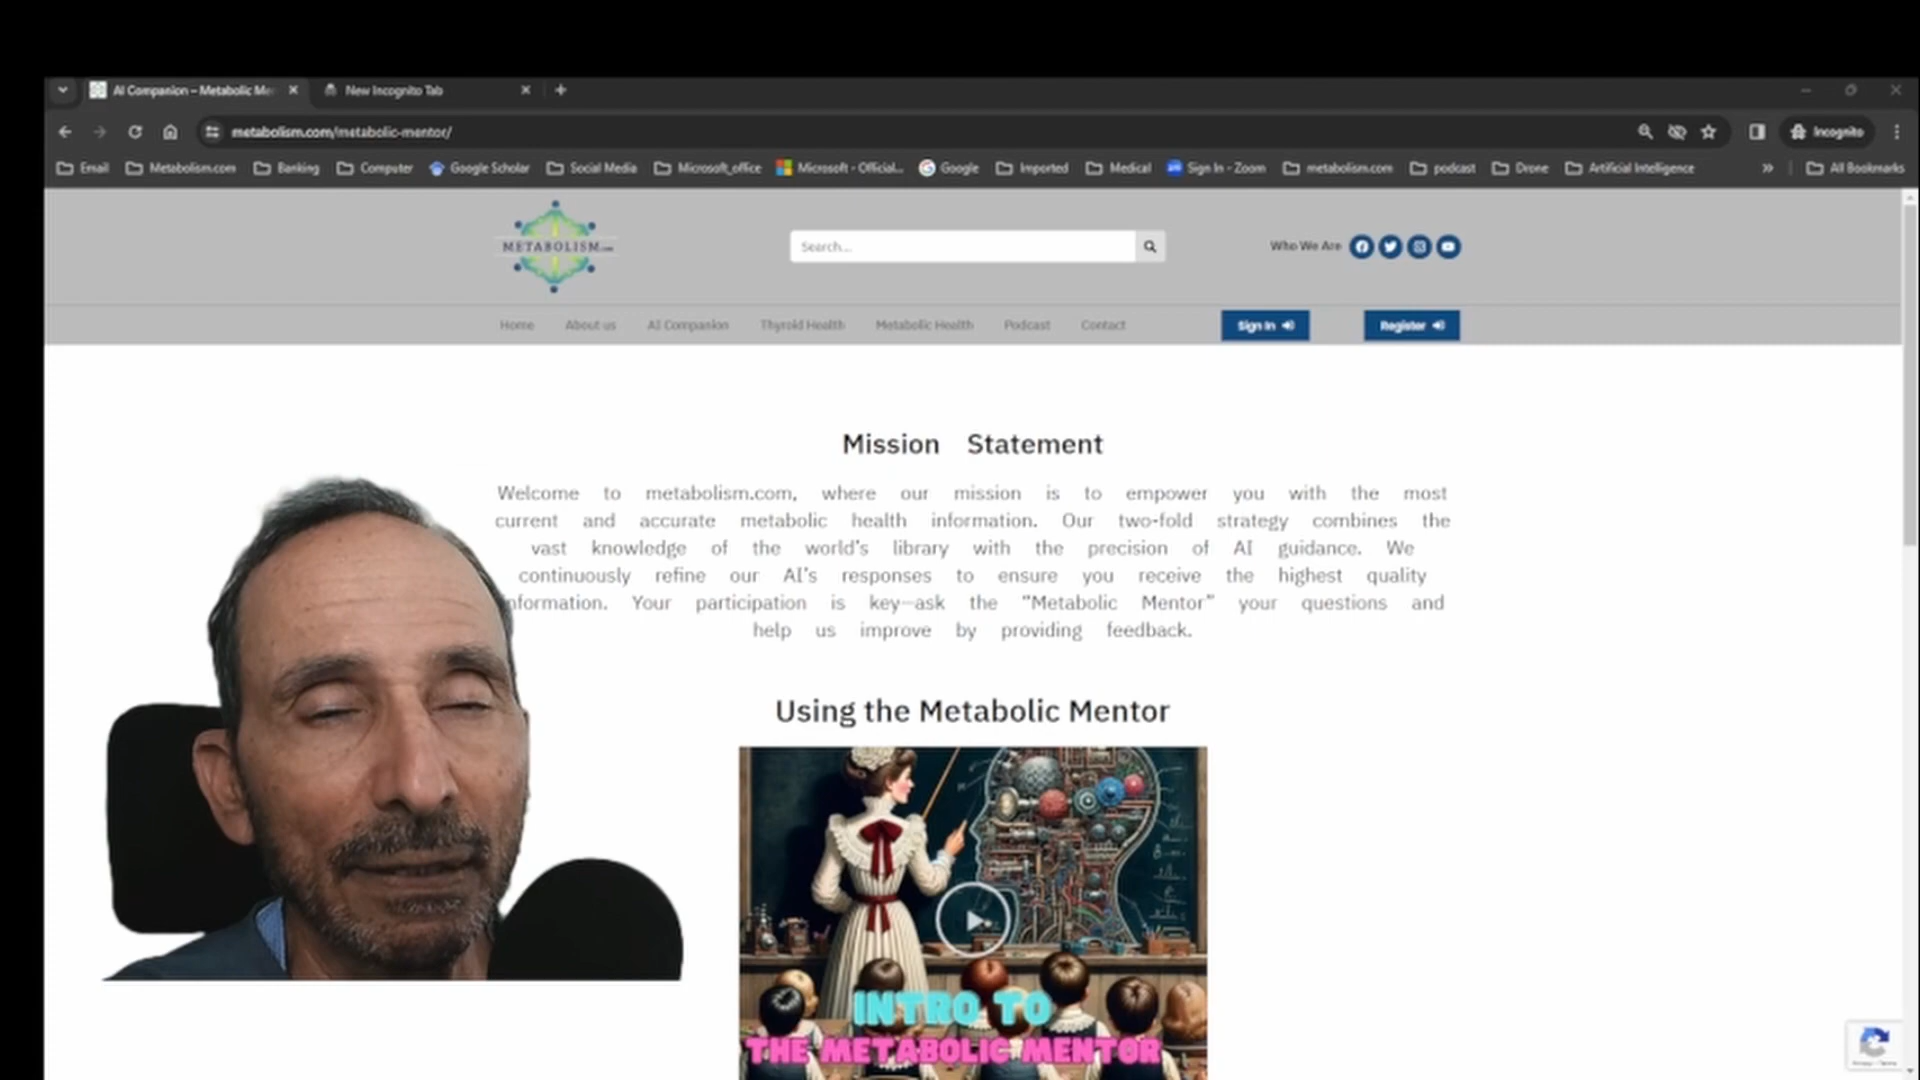 AI Companion – Metabolic Me
New Incognito Tab
metabolism.com/metabolic-mentor/
Incognito
Email
Metabolism.com
Banking
Computer
Google Scholar
Social Media
Microsoft_office
Microsoft - Official...
Google
Imported
Medical
Sign In - Zoom
metabolism.com
podcast
Drone
Artificial Intelligence
All Bookmarks
METABOLISM.com
Search...
Who We Are
Home
About us
AI Companion
Thyroid Health
Metabolic Health
Podcast
Contact
Sign In
Register
Mission Statement
Welcome to metabolism.com, where our mission is to empower you with the most
current and accurate metabolic health information. Our two-fold strategy combines the
vast knowledge of the world's library with the precision of AI guidance. We
continuously refine our AI's responses to ensure you receive the highest quality
nformation. Your participation is key—ask the "Metabolic Mentor" your questions and
help us improve by providing feedback.
Using the Metabolic Mentor
INTRO TO
THE METABOLIC MENTOR